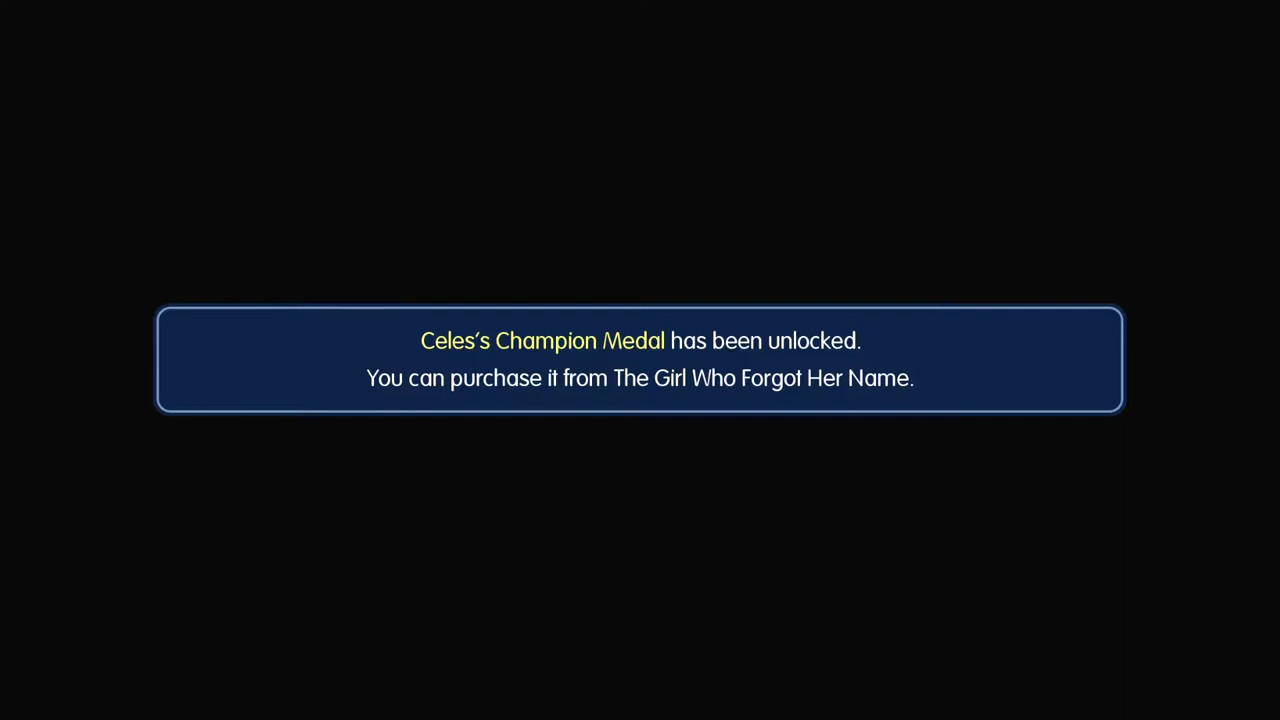 Celes's Champion Medal has been unlocked.
You can purchase it from The Girl Who Forgot Her Name.